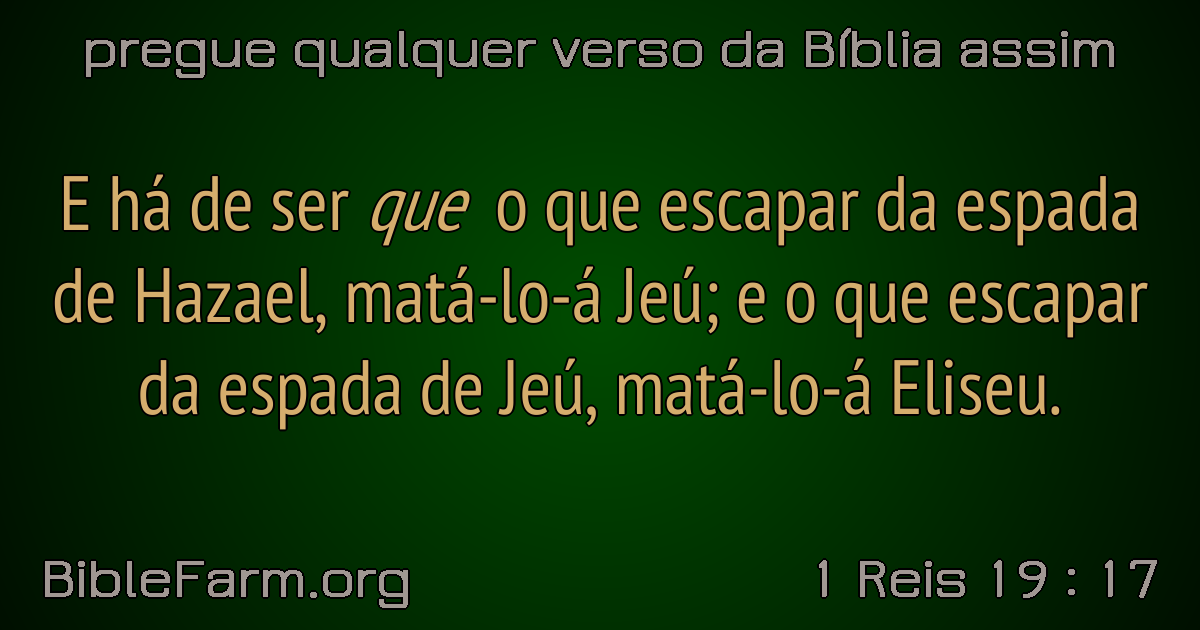 pregue qualquer verso da Bíblia assim
E há de ser que o que escapar da espada
de Hazael, matá-lo-á Jeú; e o que escapar
da espada de Jeú, matá-lo-á Eliseu.
BibleFarm.org
1 Reis 19 : 17